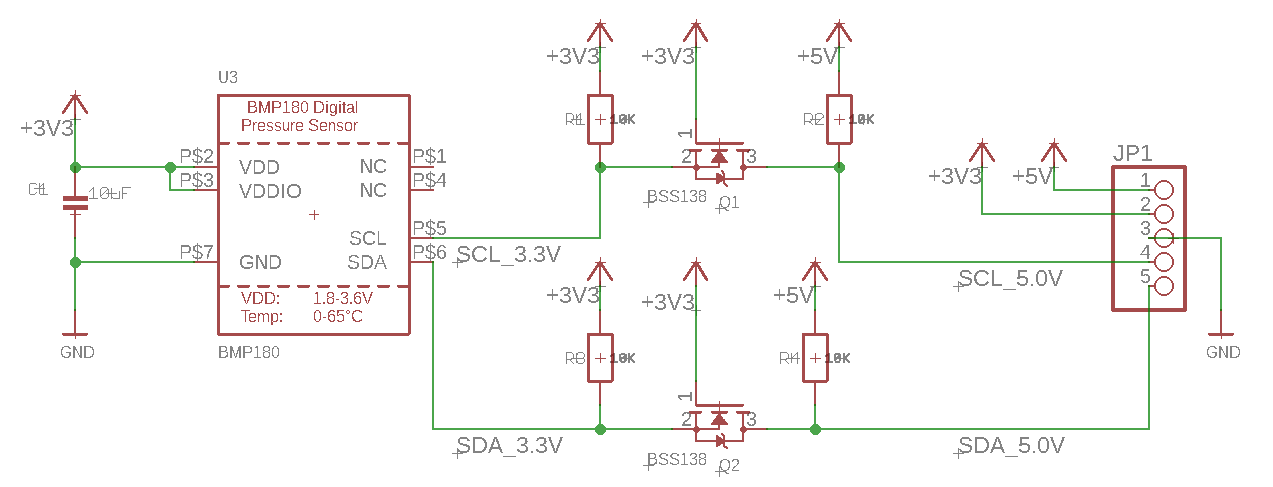 +3V3
+3V3
+5V
U3
BMP180 Digital
Pressure Sensor
+3V3
R1
10K
R2
10K
1
2
3
BSS138
Q1
P$2
VDD
NC
P$1
P$3
VDDIO
NC
P$4
C1
10uF
SCL
P$5
SCL_3.3V
P$7
GND
SDA
P$6
VDD:
1.8-3.6V
Temp:
0-65°C
GND
BMP180
+3V3
+5V
JP1
1
2
3
4
5
SCL_5.0V
GND
+3V3
+3V3
+5V
R3
10K
R4
10K
1
2
3
SDA_3.3V
BSS138
Q2
SDA_5.0V